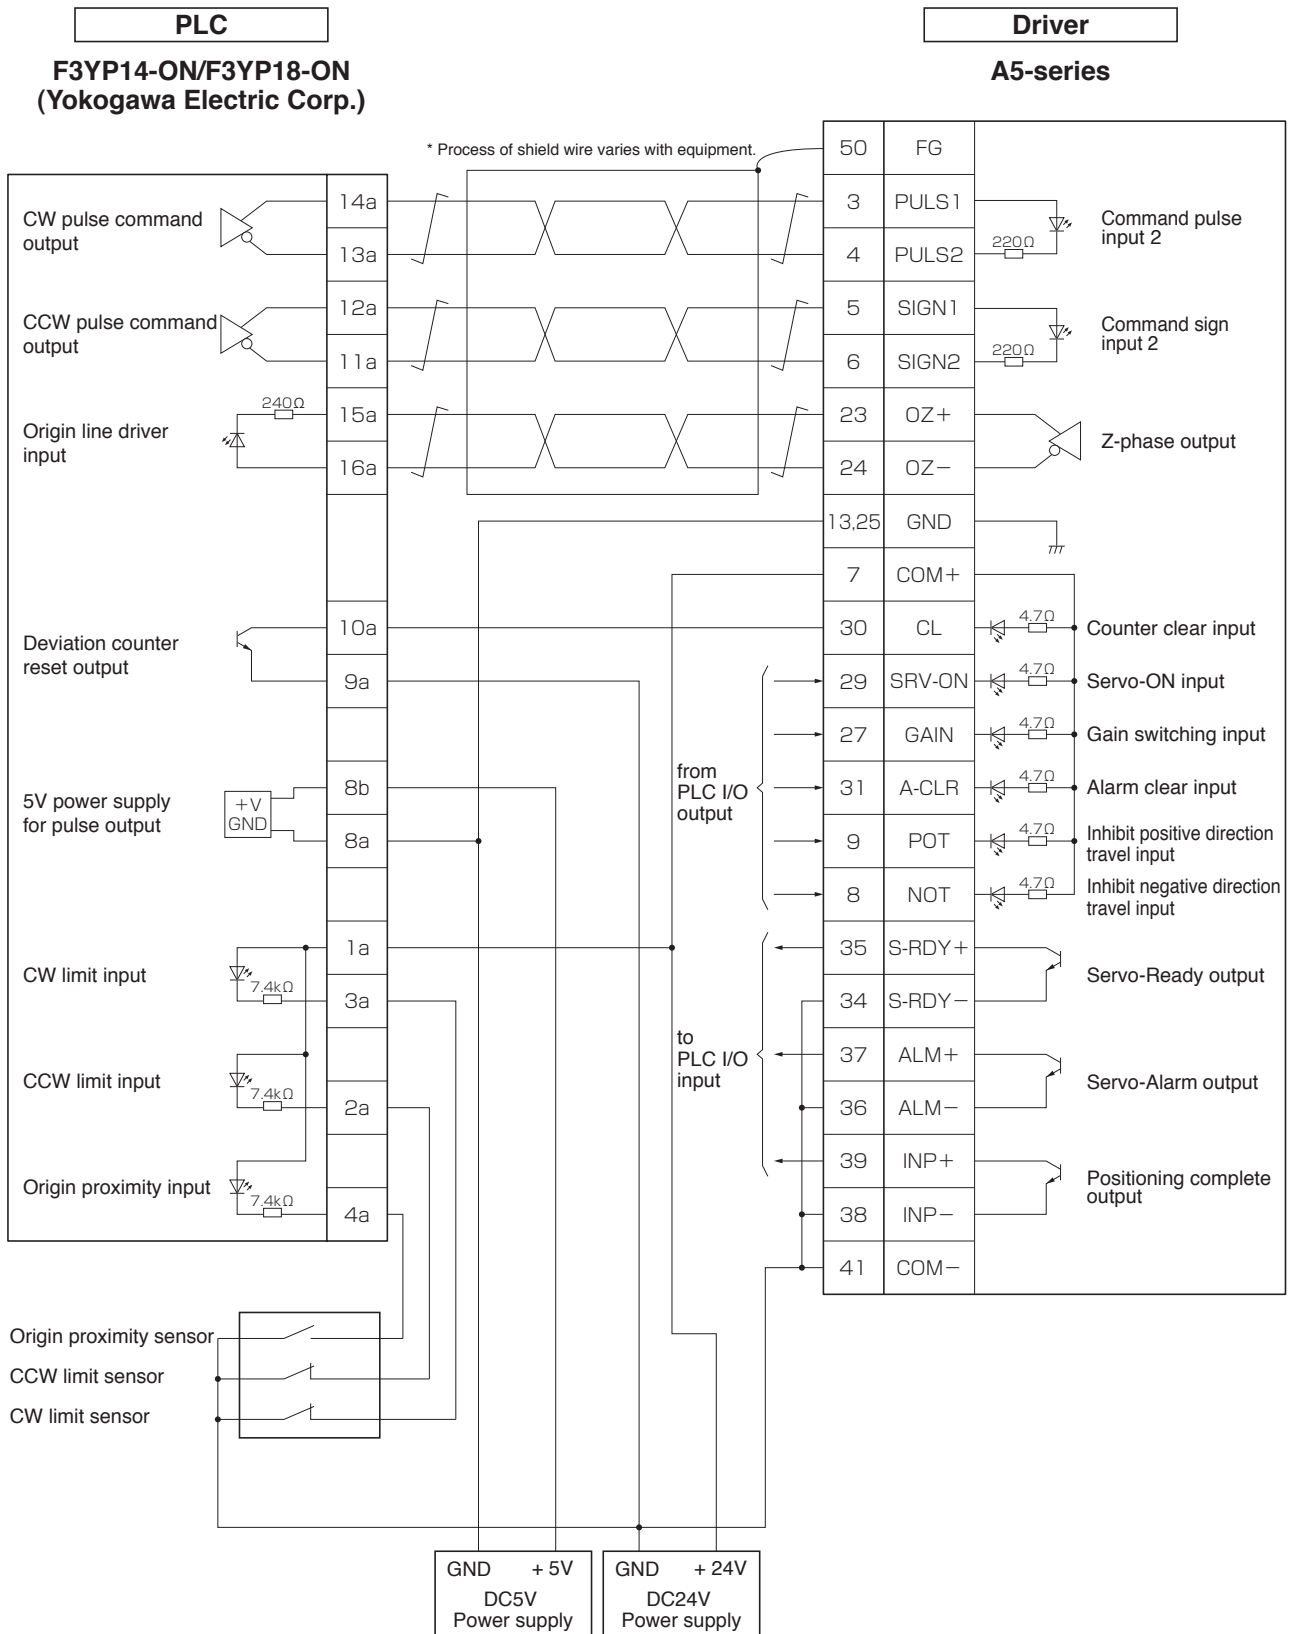 PLC
Driver
F3YP14-ON/F3YP18-ON
(Yokogawa Electric Corp.)
A5-series
* Process of shield wire varies with equipment.
50 FG
CW pulse command
output
14a
13a
3 PULS1
4 PULS2
220Ω
Command pulse
input 2
CCW pulse command
output
12a
11a
5 SIGN1
6 SIGN2
220Ω
Command sign
input 2
Origin line driver
input
240Ω
15a
16a
23 OZ+
24 OZ−
Z-phase output
13,25 GND
7 COM+
Deviation counter
reset output
10a
9a
30 CL
4.7Ω
Counter clear input
29 SRV-ON
4.7Ω
Servo-ON input
27 GAIN
4.7Ω
Gain switching input
from
PLC I/O
output
5V power supply
for pulse output
+V
GND
8b
8a
31 A-CLR
4.7Ω
Alarm clear input
9 POT
4.7Ω
Inhibit positive direction
travel input
8 NOT
4.7Ω
Inhibit negative direction
travel input
CW limit input
7.4kΩ
1a
3a
35 S-RDY+
34 S-RDY−
Servo-Ready output
to
PLC I/O
input
CCW limit input
7.4kΩ
2a
37 ALM+
36 ALM−
Servo-Alarm output
Origin proximity input
7.4kΩ
4a
39 INP+
38 INP−
Positioning complete
output
41 COM−
Origin proximity sensor
CCW limit sensor
CW limit sensor
GND +5V
DC5V
Power supply
GND +24V
DC24V
Power supply